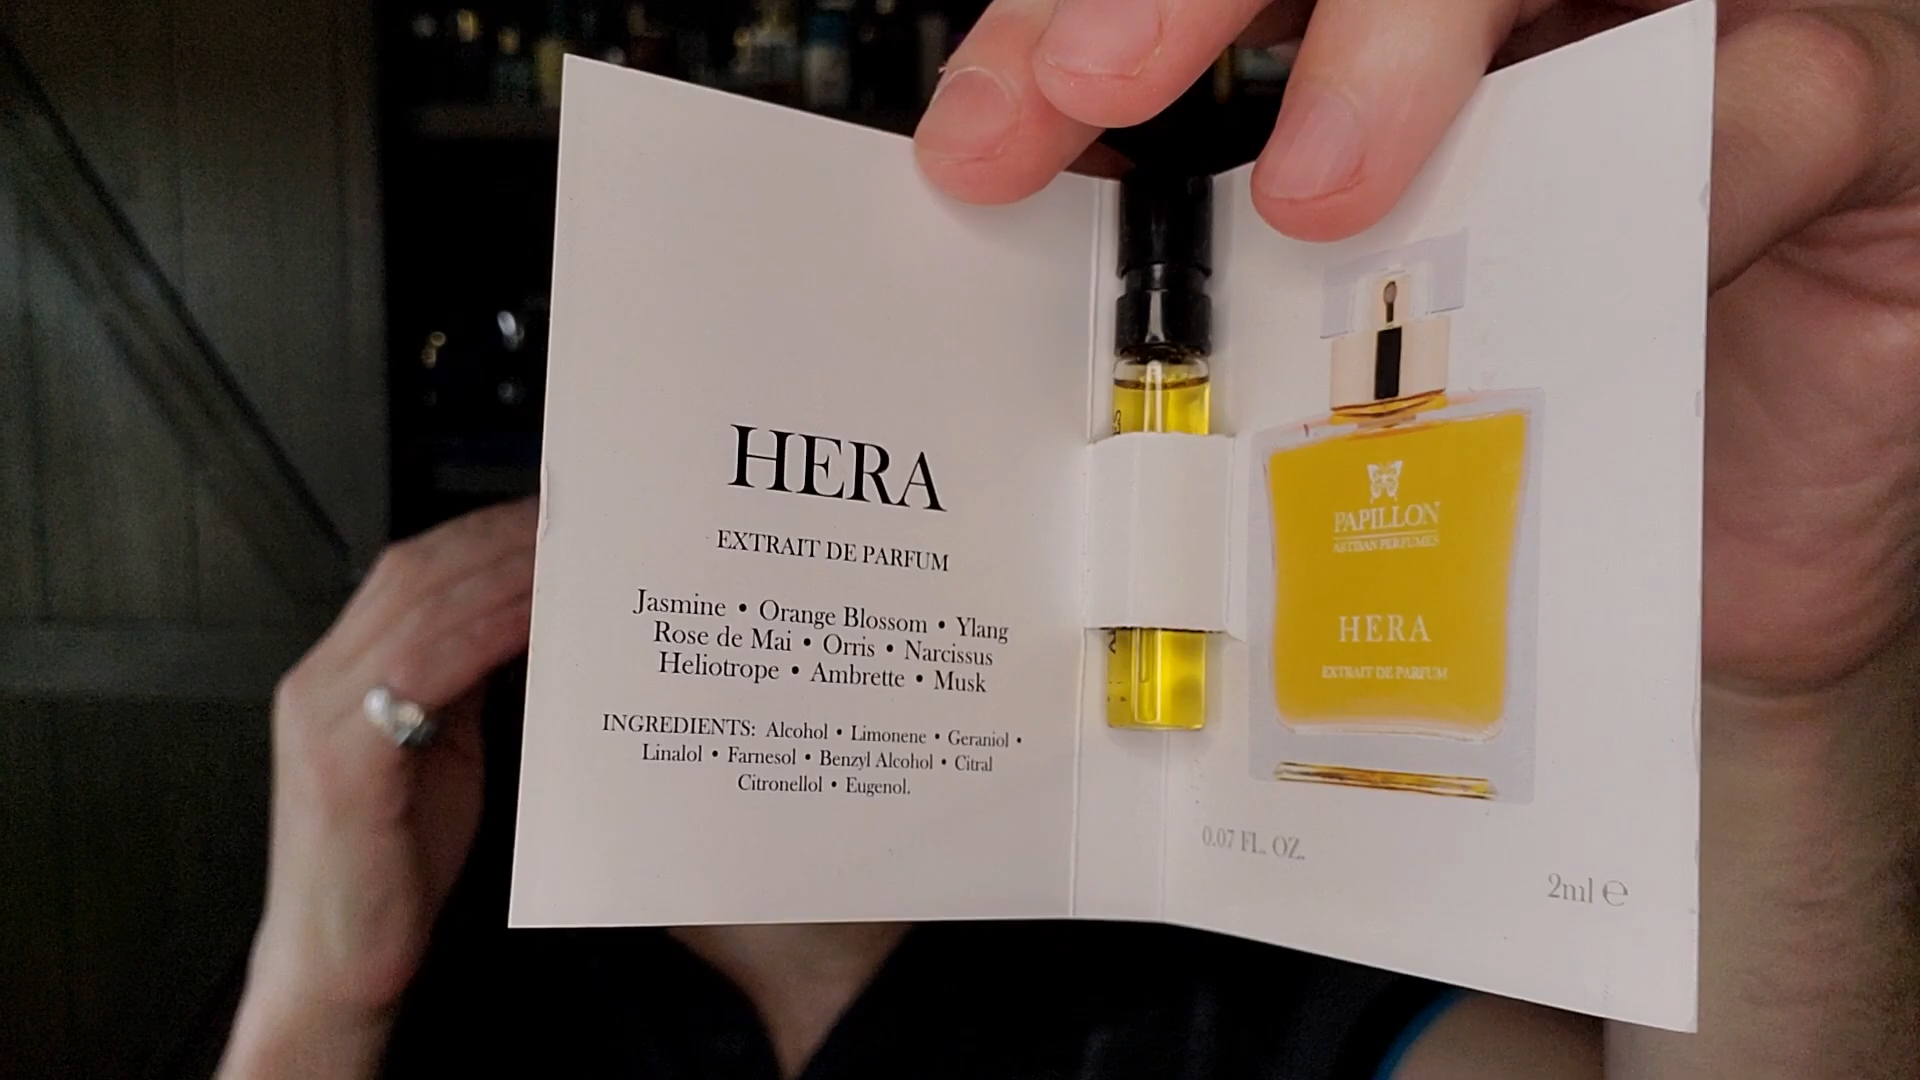 HERA
EXTRAIT DE PARFUM
Jasmine • Orange Blossom • Ylang
Rose de Mai • Orris • Narcissus
Heliotrope • Ambrette • Musk
INGREDIENTS: Alcohol • Limonene • Geraniol •
Linalol • Farnesol • Benzyl Alcohol • Citral
Citronellol • Eugenol.
PAPILLON
ARTISAN PERFUMES
HERA
EXTRAIT DE PARFUM
0.07 FL. OZ.
2ml ℮